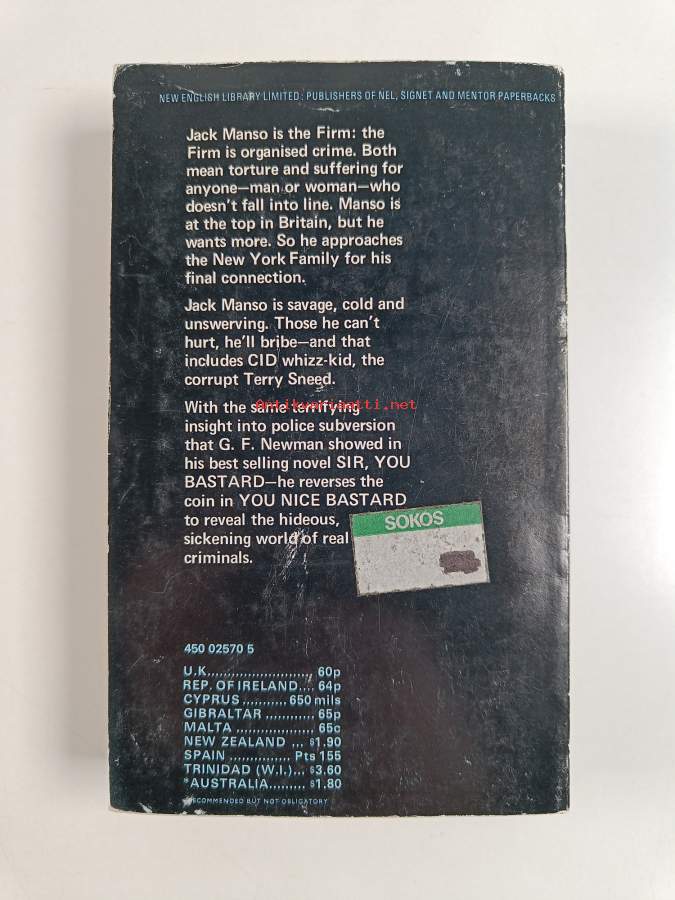 NEW ENGLISH LIBRARY LIMITED: PUBLISHERS OF NEL, SIGNET AND MENTOR PAPERBACKS
Jack Manso is the Firm: the
Firm is organised crime. Both
mean torture and suffering for
anyone—man or woman—who
doesn't fall into line. Manso is
at the top in Britain, but he
wants more. So he approaches
the New York Family for his
final connection.
Jack Manso is savage, cold and
unswerving. Those he can't
hurt, he'll bribe—and that
includes CID whizz-kid, the
corrupt Terry Sneed.
With the same terrifying
Antikvariaatti.net
insight into police subversion
that G. F. Newman showed in
his best selling novel SIR, YOU
BASTARD—he reverses the
coin in YOU NICE BASTARD
to reveal the hideous,
sickening world of real
criminals.
SOKOS
450 02570 5
U.K.......................... 60p
REP. OF IRELAND.... 64p
CYPRUS ........... 650 mils
GIBRALTAR ............ 65p
MALTA ................... 65c
NEW ZEALAND ... $1.90
SPAIN ............... Pts 155
TRINIDAD (W.I.)... $3.60
*AUSTRALIA......... $1.80
RECOMMENDED BUT NOT OBLIGATORY